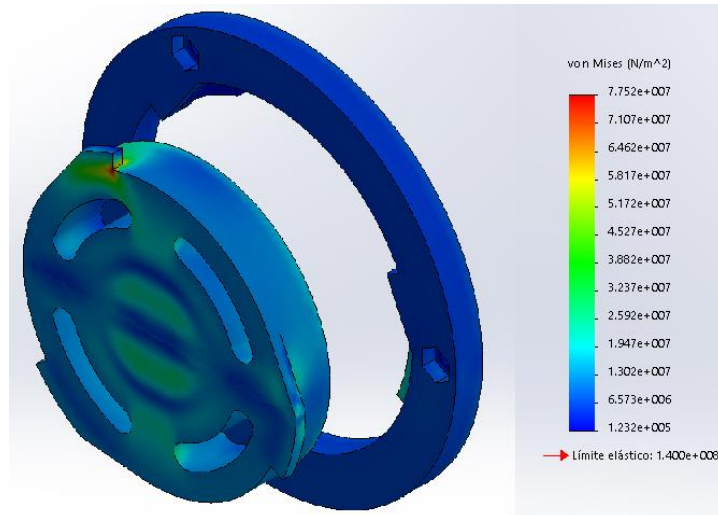 von Mises (N/m^2)
7.752e+007
7.107e+007
6.462e+007
5.817e+007
5.172e+007
4.527e+007
3.882e+007
3.237e+007
2.592e+007
1.947e+007
1.302e+007
6.573e+006
1.232e+005
Límite elástico: 1.400e+008